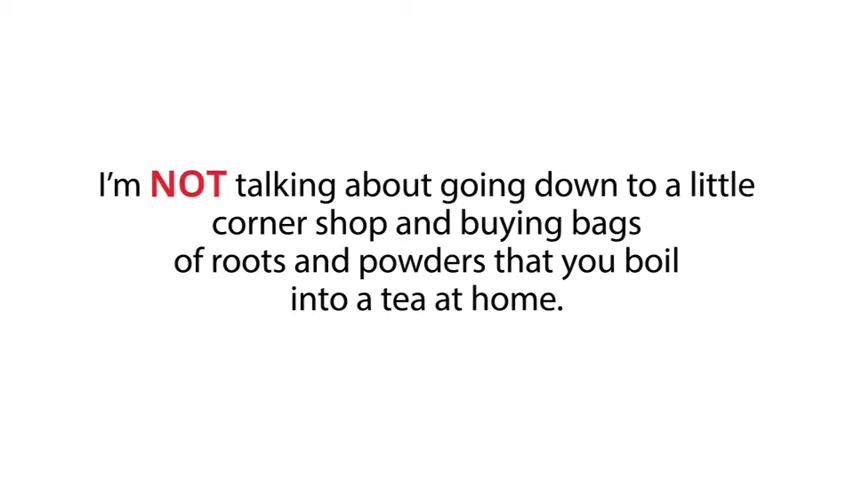 I’m NOT talking about going down to a little
corner shop and buying bags
of roots and powders that you boil
into a tea at home.